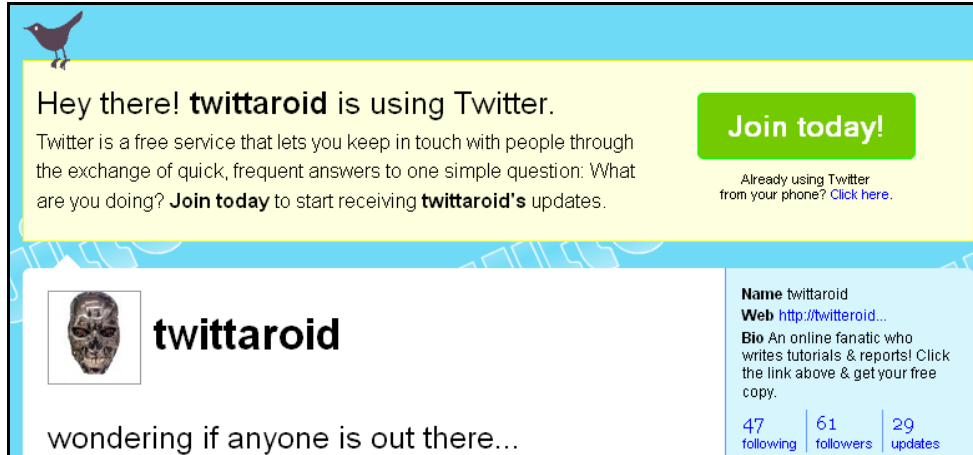 Hey there! twittaroid is using Twitter.
Twitter is a free service that lets you keep in touch with people through
the exchange of quick, frequent answers to one simple question: What
are you doing? Join today to start receiving twittaroid's updates.
Join today!
Already using Twitter
from your phone? Click here.
twittaroid
wondering if anyone is out there...
Name twittaroid
Web http://twitteroid...
Bio An online fanatic who
writes tutorials & reports! Click
the link above & get your free
copy.
47 61 29
following followers updates